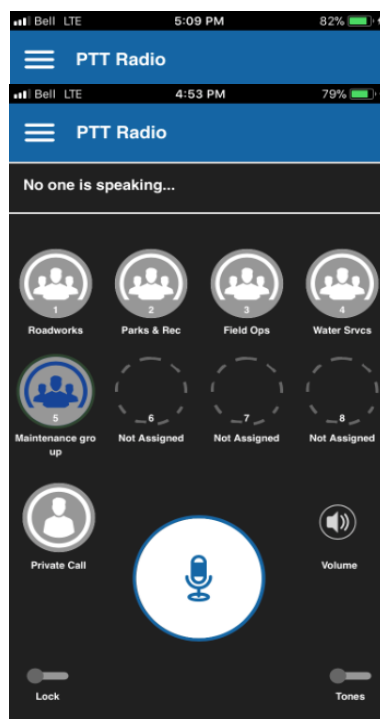 Bell LTE 5:09 PM 82%
PTT Radio
Bell LTE 4:53 PM 79%
PTT Radio
No one is speaking...
1 2 3 4
Roadworks Parks & Rec Field Ops Water Srvcs
5 6 7 8
Maintenance gro Not Assigned Not Assigned Not Assigned
up
Private Call Volume
Lock Tones